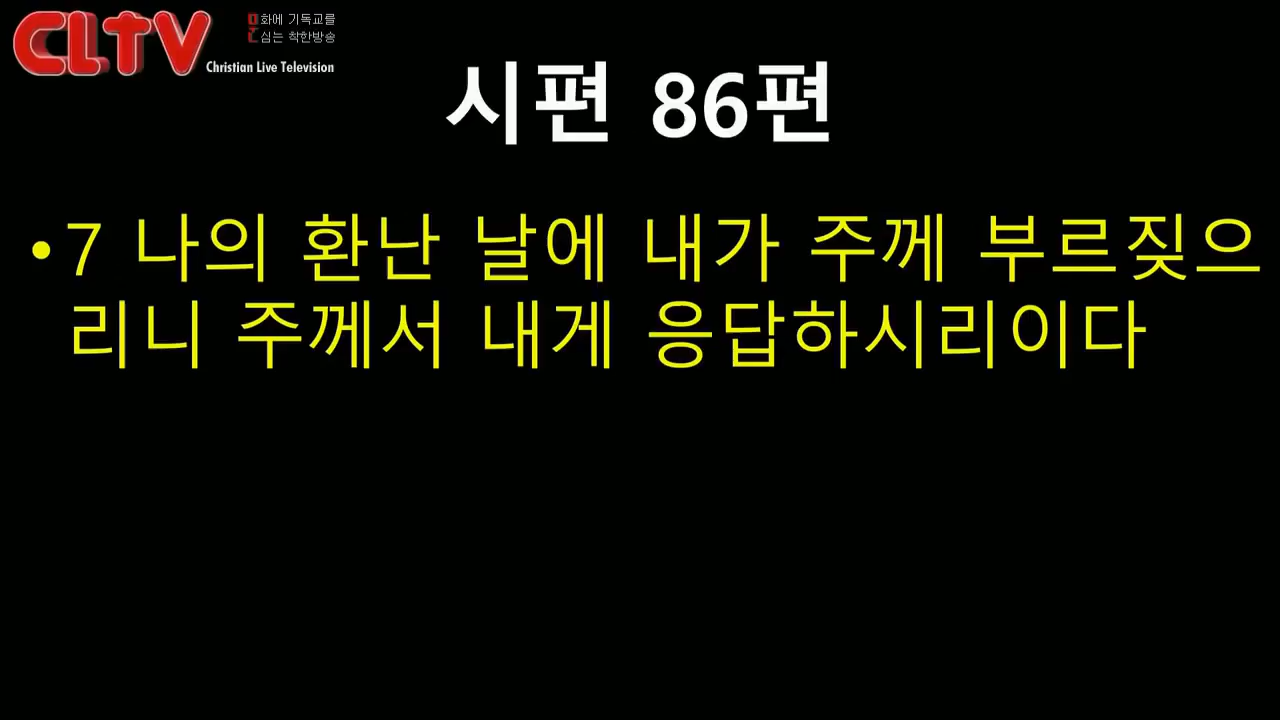 CLTV
화에 기독교를
심는 착한방송
Christian Live Television
시편 86편
•7 나의 환난 날에 내가 주께 부르짖으
리니 주께서 내게 응답하시리이다